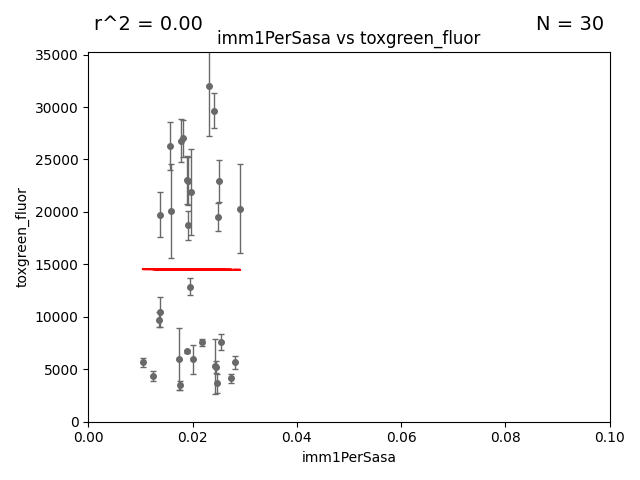 r^2 = 0.00
N = 30
imm1PerSasa vs toxgreen_fluor
35000
30000
25000
20000
15000
10000
5000
0
toxgreen_fluor
0.00
0.02
0.04
0.06
0.08
0.10
imm1PerSasa